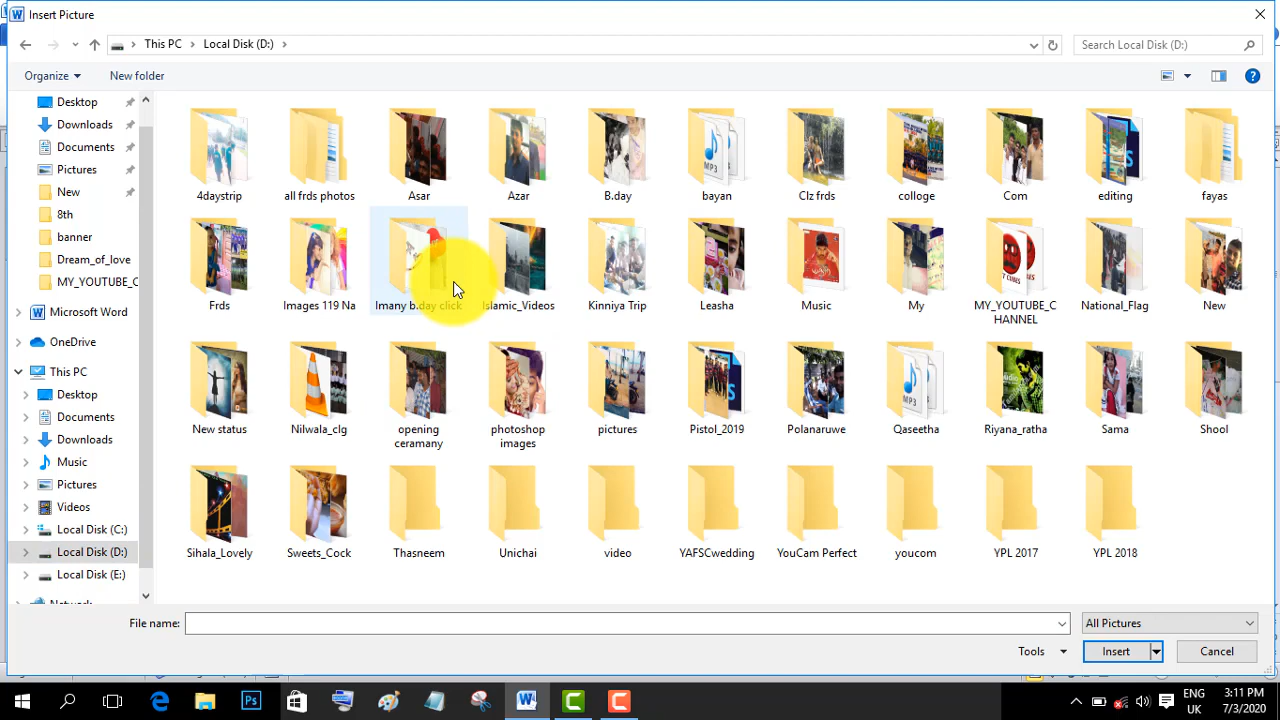 Insert Picture
This PC
Local Disk (D:)
Search Local Disk (D:)
Organize
New folder
Desktop
Downloads
Documents
Pictures
New
8th
banner
Dream_of_love
MY_YOUTUBE_C
Microsoft Word
OneDrive
This PC
Desktop
Documents
Downloads
Music
Pictures
Videos
Local Disk (C:)
Local Disk (D:)
Local Disk (E:)
4daystrip
all frds photos
Asar
Azar
B.day
bayan
Clz frds
colloge
Com
editing
fayas
Frds
Images 119 Na
Imany b.day click
Islamic_Videos
Kinniya Trip
Leasha
Music
My
MY_YOUTUBE_C
HANNEL
National_Flag
New
New status
Nilwala_clg
opening
ceramany
photoshop
images
pictures
Pistol_2019
Polanaruwe
Qaseetha
Riyana_ratha
Sama
Shool
Sihala_Lovely
Sweets_Cock
Thasneem
Unichai
video
YAFSCwedding
YouCam Perfect
youcom
YPL 2017
YPL 2018
MP3
MP3
File name:
All Pictures
Tools
Insert
Cancel
Ps
ENG
UK
3:11 PM
7/3/2020